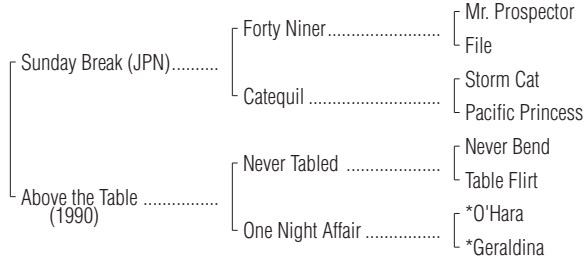 Mr. Prospector
Forty Niner
File
Sunday Break (JPN)
Storm Cat
Catequil
Pacific Princess
Never Bend
Never Tabled
Table Flirt
Above the Table
(1990)
*O'Hara
One Night Affair
*Geraldina